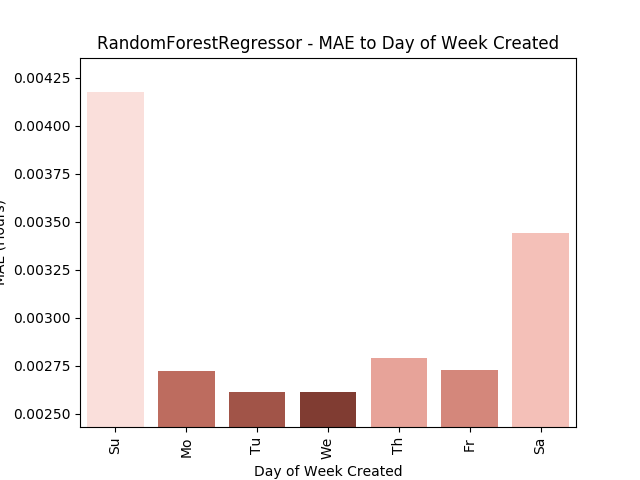 RandomForestRegressor - MAE to Day of Week Created
MAE (Hours)
0.00425
0.00400
0.00375
0.00350
0.00325
0.00300
0.00275
0.00250
Su
Mo
Tu
We
Th
Fr
Sa
Day of Week Created